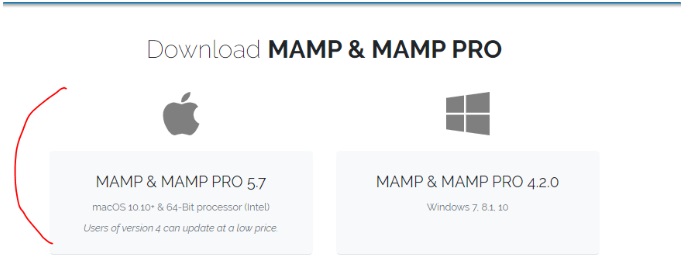 Download MAMP & MAMP PRO
MAMP & MAMP PRO 5.7
macOS 10.10+ & 64-Bit processor (Intel)
Users of version 4 can update at a low price.
MAMP & MAMP PRO 4.2.0
Windows 7, 8.1, 10